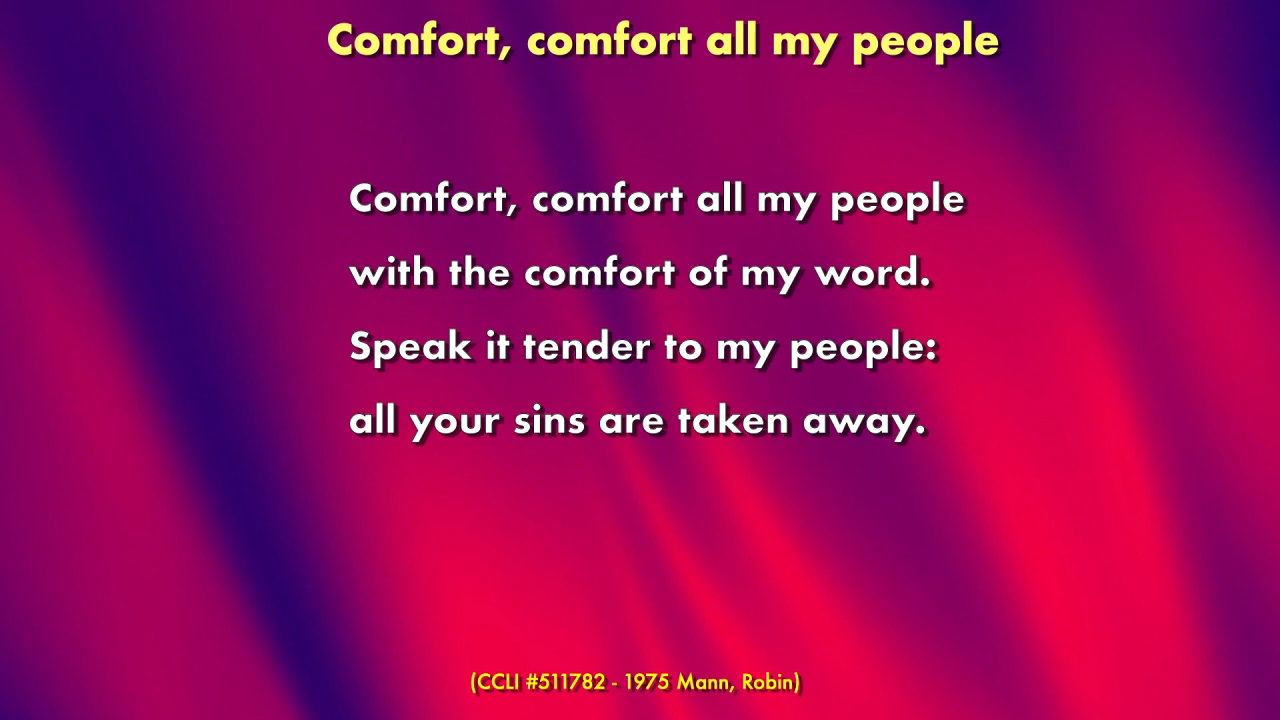 Comfort, comfort all my people
Comfort, comfort all my people
with the comfort of my word.
Speak it tender to my people:
all your sins are taken away.
(CCLI #511782 - 1975 Mann, Robin)